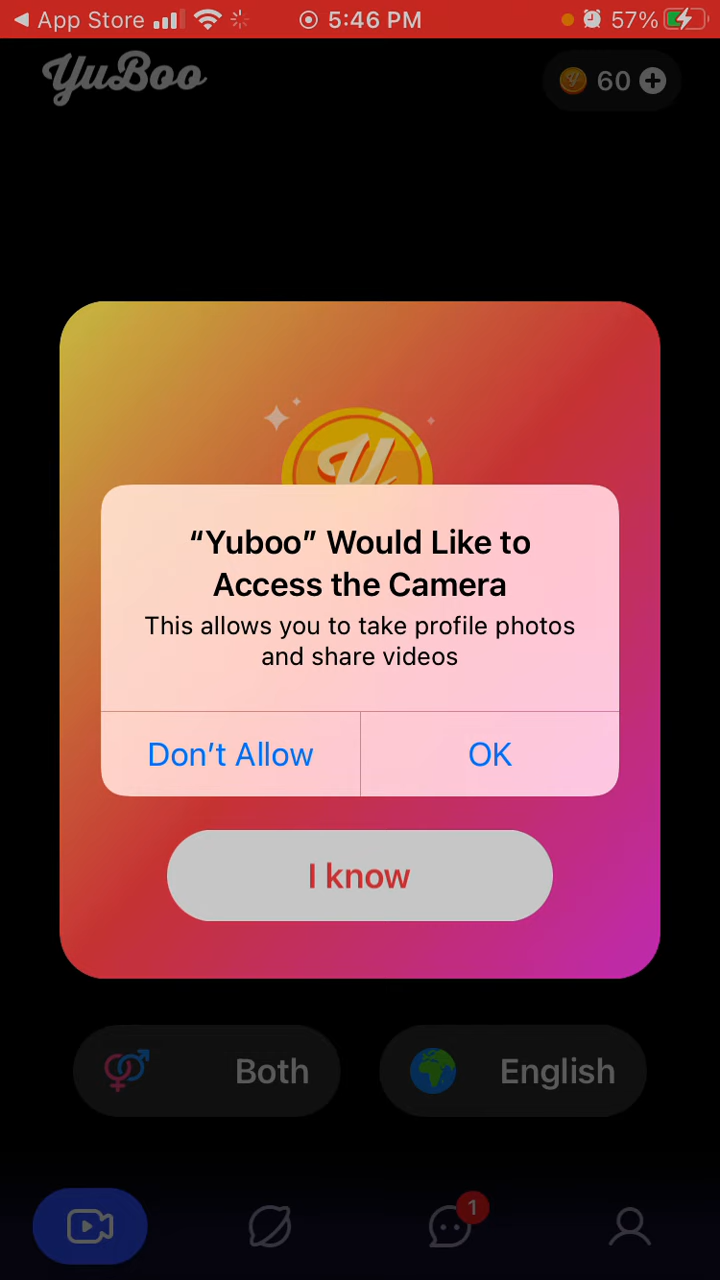 App Store 5:46 PM 57%
YuBoo 60
“Yuboo” Would Like to
Access the Camera
This allows you to take profile photos
and share videos
Don’t Allow OK
I know
Both English
1